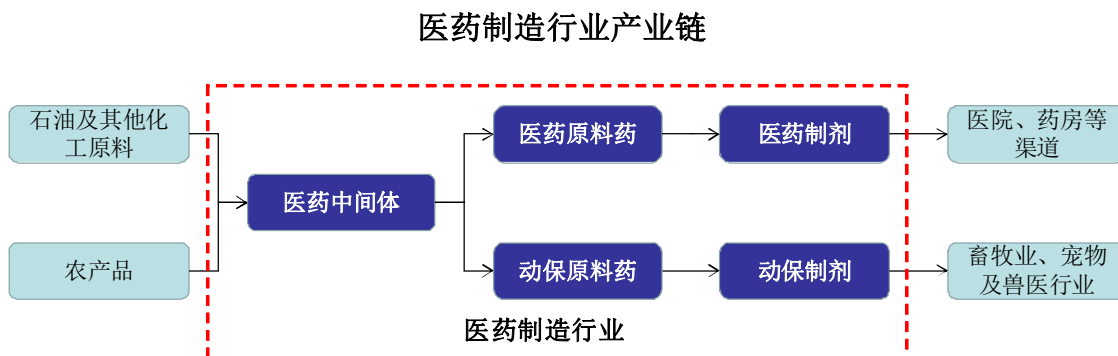 医药制造行业产业链
石油及其他化
工原料
农产品
医药中间体
医药原料药
医药制剂
医院、药房等
渠道
动保原料药
动保制剂
畜牧业、宠物
及兽医行业
医药制造行业